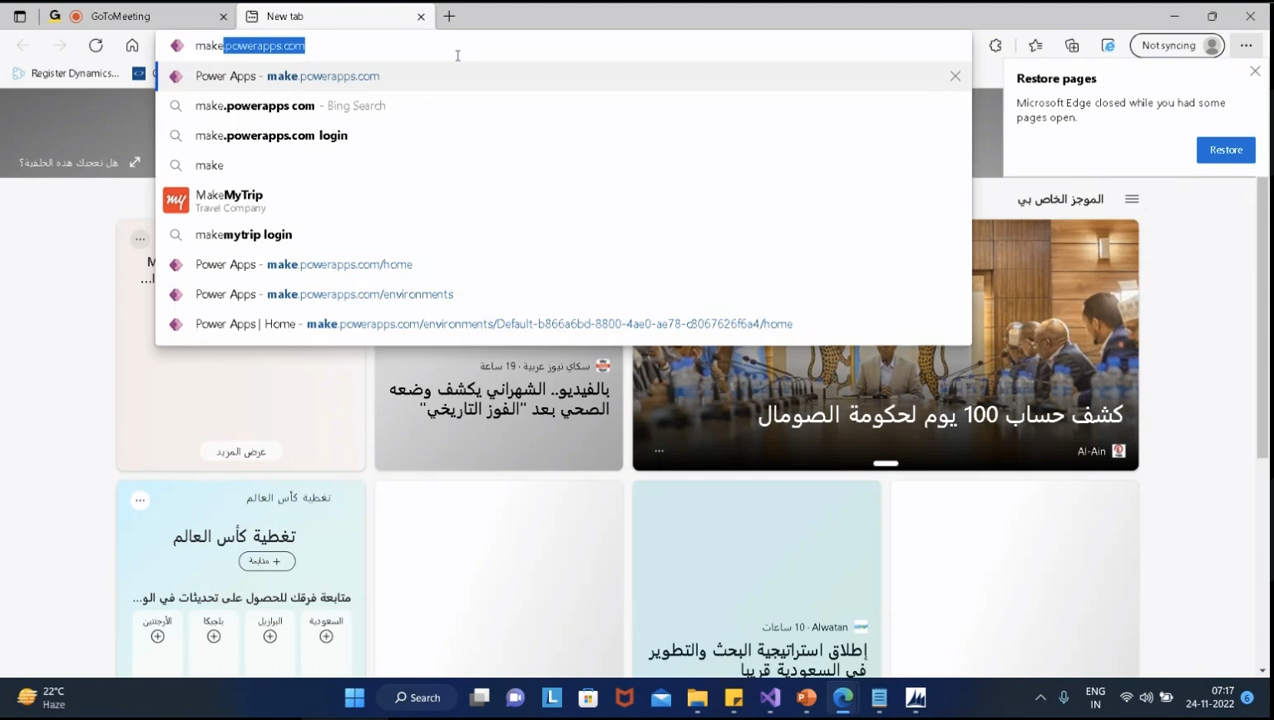 GoToMeeting
New tab
make.powerapps.com
Not syncing
Register Dynamics...
Power Apps - make.powerapps.com
make.powerapps com - Bing Search
make.powerapps.com login
make
MakeMyTrip
Travel Company
makemytrip login
Power Apps - make.powerapps.com/home
Power Apps - make.powerapps.com/environments
Power Apps | Home - make.powerapps.com/environments/Default-b866a6bd-8800-4ae0-ae78-c8067626f6a4/home
Restore pages
Microsoft Edge closed while you had some
pages open.
Restore
هل تعجبك هذه الخلفية؟
الموجز الخاص بي
عرض المزيد
سكاي نيوز عربية · 19 ساعة
بالفيديو.. الشهراني يكشف وضعه
الصحي بعد "الفوز التاريخي"
كشف حساب 100 يوم لحكومة الصومال
Al-Ain
تغطية كأس العالم
تغطية كأس العالم
متابعة +
متابعة فرقك للحصول على تحديثات في الو...
السعودية
البرازيل
بلجيكا
الأرجنتين
Alwatan · 10 ساعات
إطلاق استراتيجية البحث والتطوير
في السعودية قريبا
22°C
Haze
Search
ENG
IN
07:17
24-11-2022
6